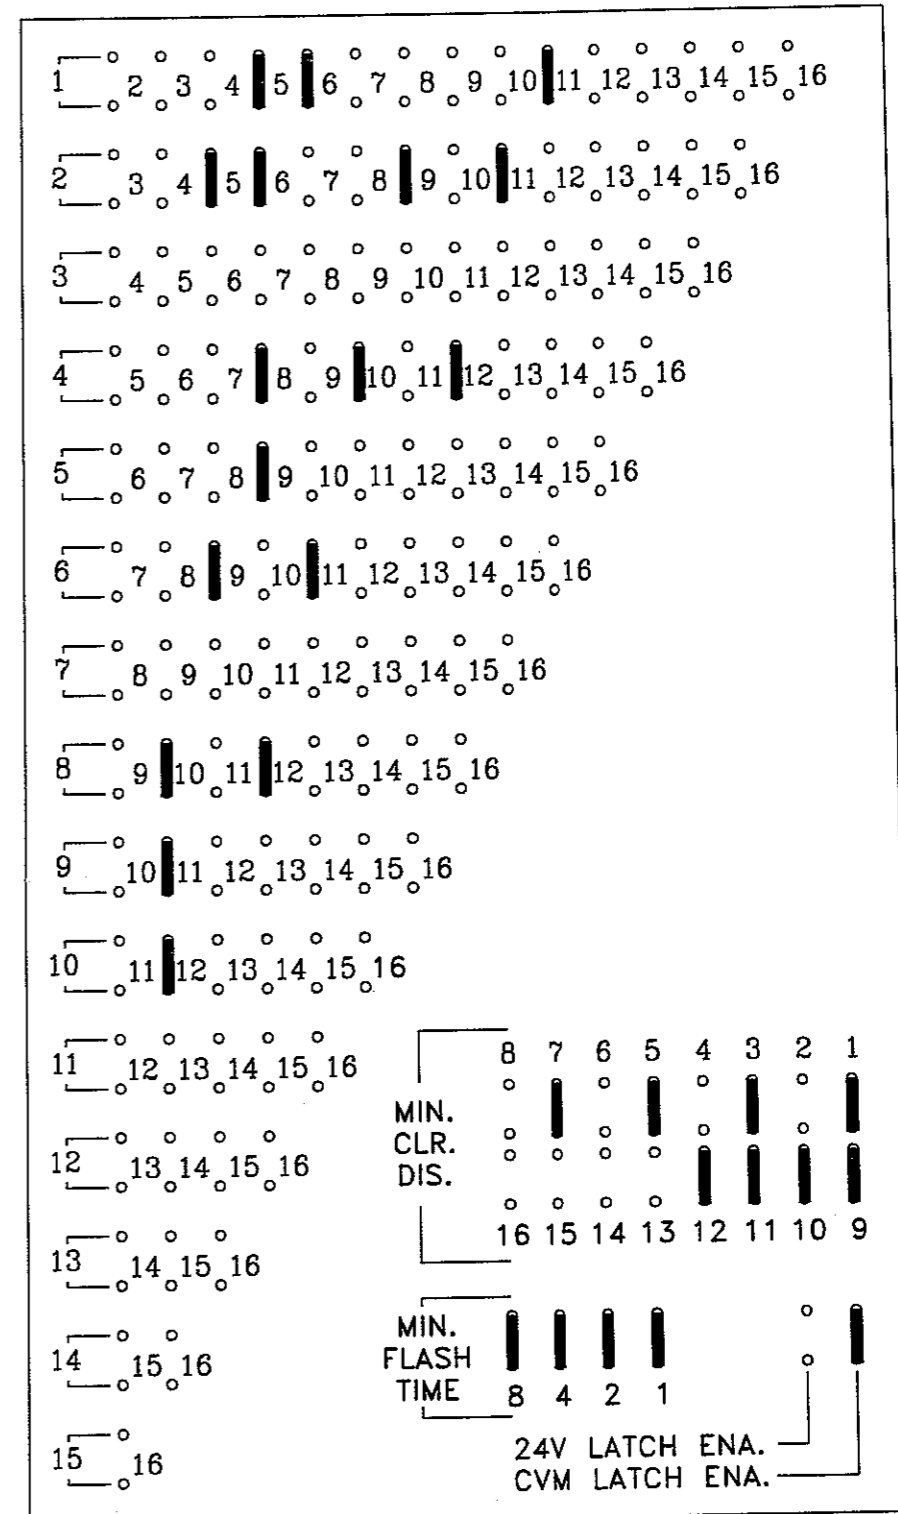 1 2 3 4 5 6 7 8 9 10 11 12 13 14 15 16
2 3 4 5 6 7 8 9 10 11 12 13 14 15 16
3 4 5 6 7 8 9 10 11 12 13 14 15 16
4 5 6 7 8 9 10 11 12 13 14 15 16
5 6 7 8 9 10 11 12 13 14 15 16
6 7 8 9 10 11 12 13 14 15 16
7 8 9 10 11 12 13 14 15 16
8 9 10 11 12 13 14 15 16
9 10 11 12 13 14 15 16
10 11 12 13 14 15 16
11 12 13 14 15 16
12 13 14 15 16
13 14 15 16
14 15 16
15 16
8 7 6 5 4 3 2 1
MIN.
CLR.
DIS.
16 15 14 13 12 11 10 9
MIN.
FLASH
TIME
8 4 2 1
24V LATCH ENA.
CVM LATCH ENA.